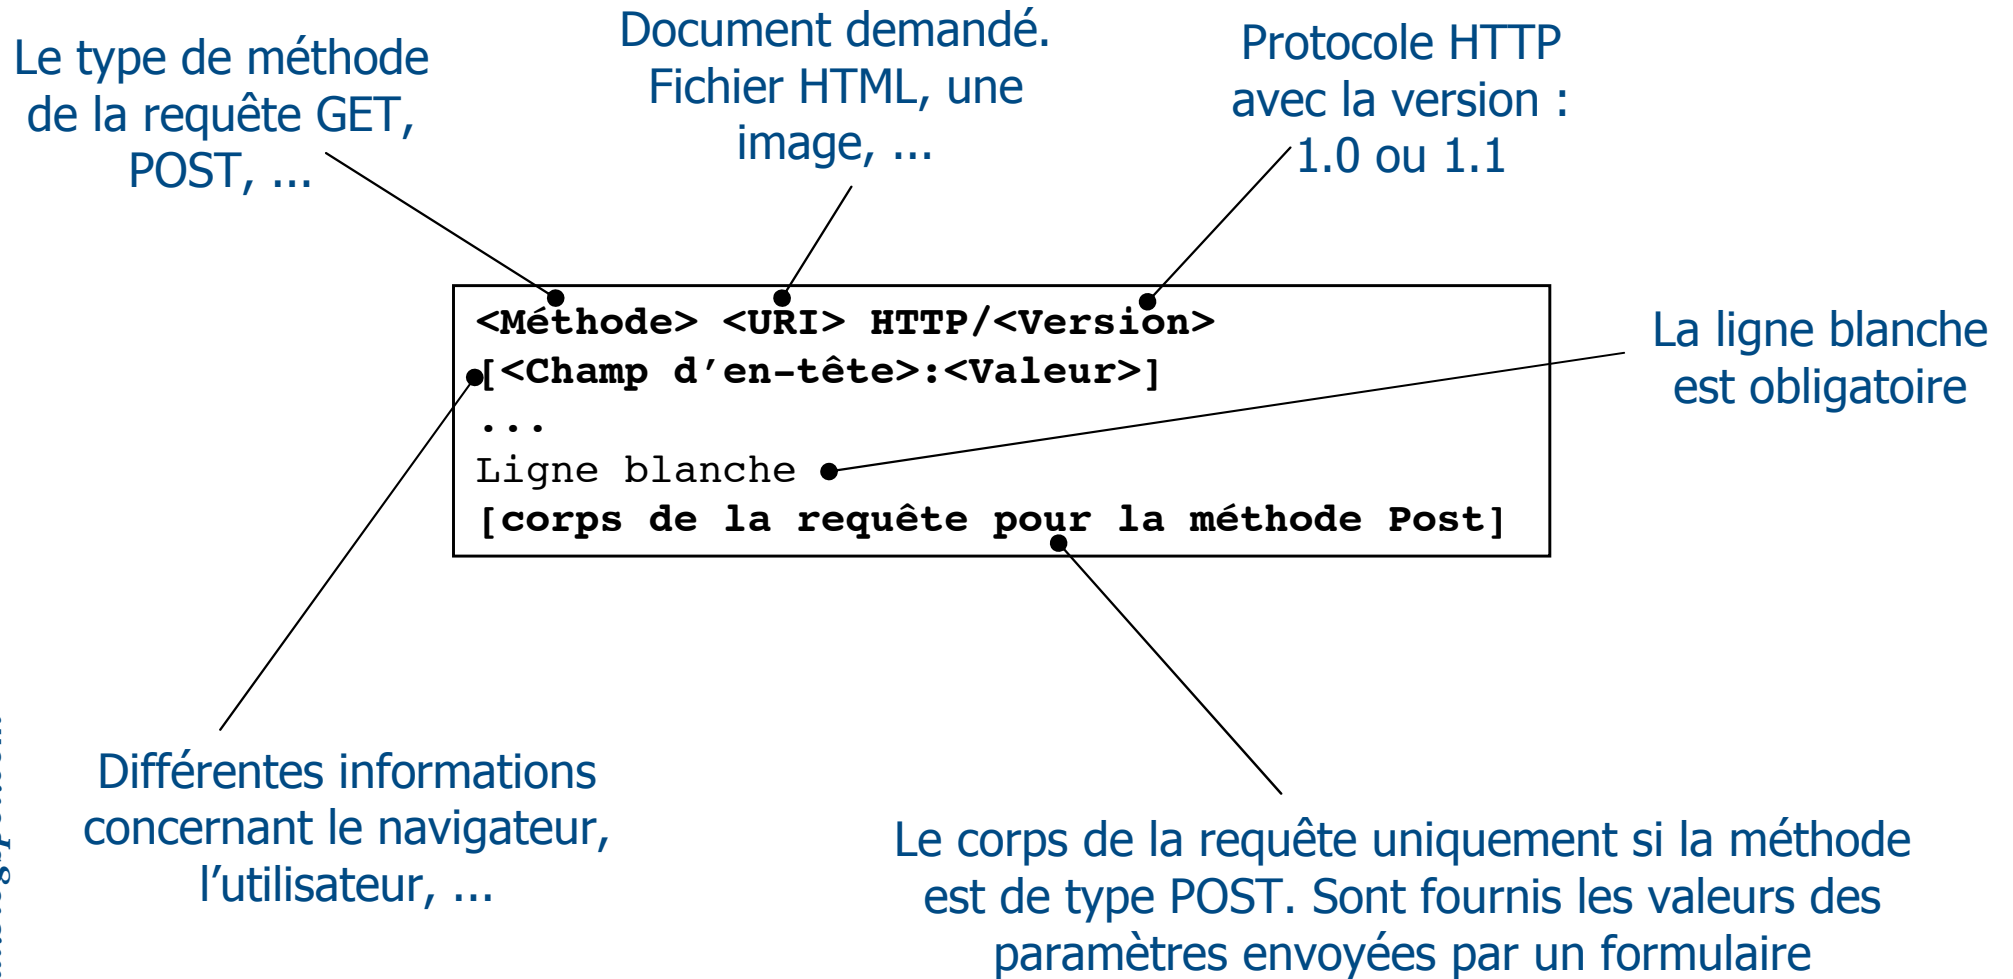 Le type de méthode
de la requête GET,
POST, ...
Document demandé.
Fichier HTML, une
image, ...
Protocole HTTP
avec la version :
1.0 ou 1.1
<Méthode> <URI> HTTP/<Version>
[<Champ d’en-tête>:<Valeur>]
...
Ligne blanche
[corps de la requête pour la méthode Post]
La ligne blanche
est obligatoire
Différentes informations
concernant le navigateur,
l’utilisateur, ...
Le corps de la requête uniquement si la méthode
est de type POST. Sont fournis les valeurs des
paramètres envoyées par un formulaire